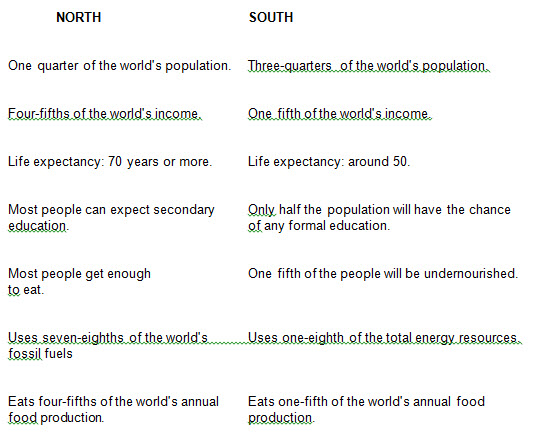 NORTH SOUTH
One quarter of the world's population. Three-quarters of the world's population.
Four-fifths of the world's income. One fifth of the world's income.
Life expectancy: 70 years or more. Life expectancy: around 50.
Most people can expect secondary Only half the population will have the chance
education. of any formal education.
Most people get enough One fifth of the people will be undernourished.
to eat.
Uses seven-eighths of the world's Uses one-eighth of the total energy resources.
fossil fuels
Eats four-fifths of the world's annual Eats one-fifth of the world's annual food
food production. production.